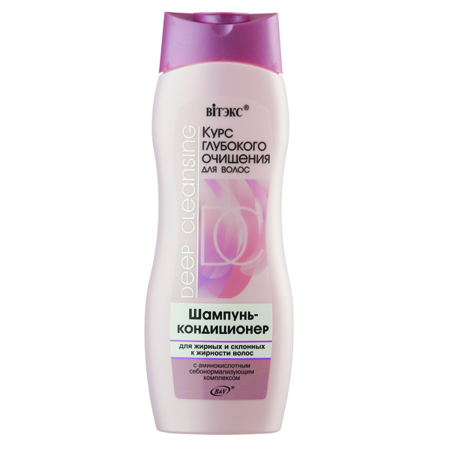 вiтэкс®
Курс
глубокого
очищения
для волос
Deep cleansing
DC
Шампунь-
кондиционер
для жирных и склонных
к жирности волос
с аминокислотным
себонормализующим
комплексом
B&V